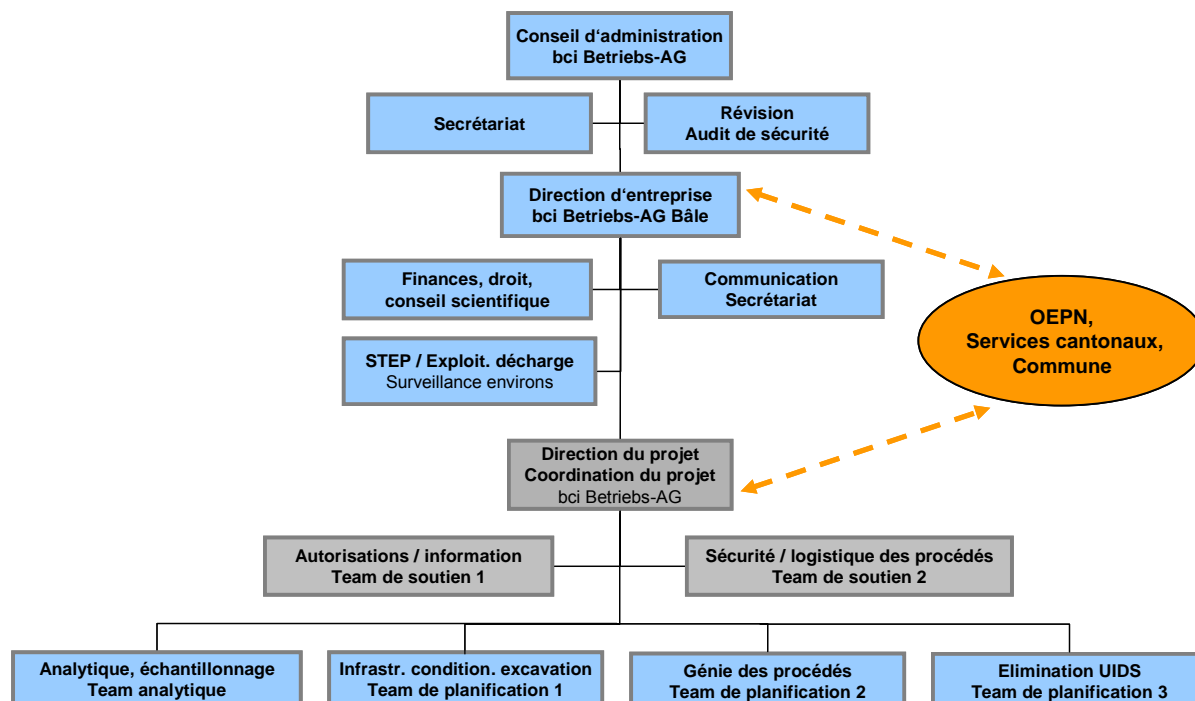 Conseil d‘administration
bci Betriebs-AG
Secrétariat
Révision
Audit de sécurité
Direction d‘entreprise
bci Betriebs-AG Bâle
Finances, droit,
conseil scientifique
Communication
Secrétariat
OEPN,
Services cantonaux,
Commune
STEP / Exploit. décharge
Surveillance environs
Direction du projet
Coordination du projet
bci Betriebs-AG
Autorisations / information
Team de soutien 1
Sécurité / logistique des procédés
Team de soutien 2
Analytique, échantillonnage
Team analytique
Infrastr. condition. excavation
Team de planification 1
Génie des procédés
Team de planification 2
Elimination UIDS
Team de planification 3